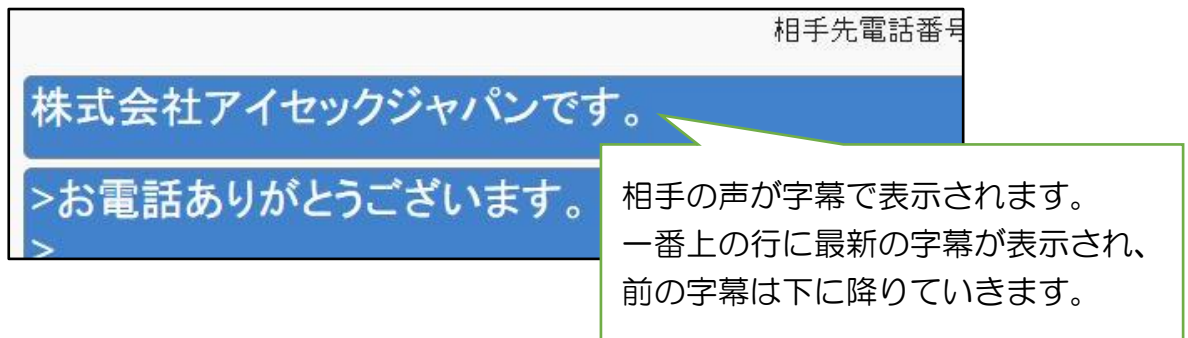 相手先電話番号
株式会社アイセックジャパンです。
>お電話ありがとうございます。
>
相手の声が字幕で表示されます。
一番上の行に最新の字幕が表示され、
前の字幕は下に降りていきます。